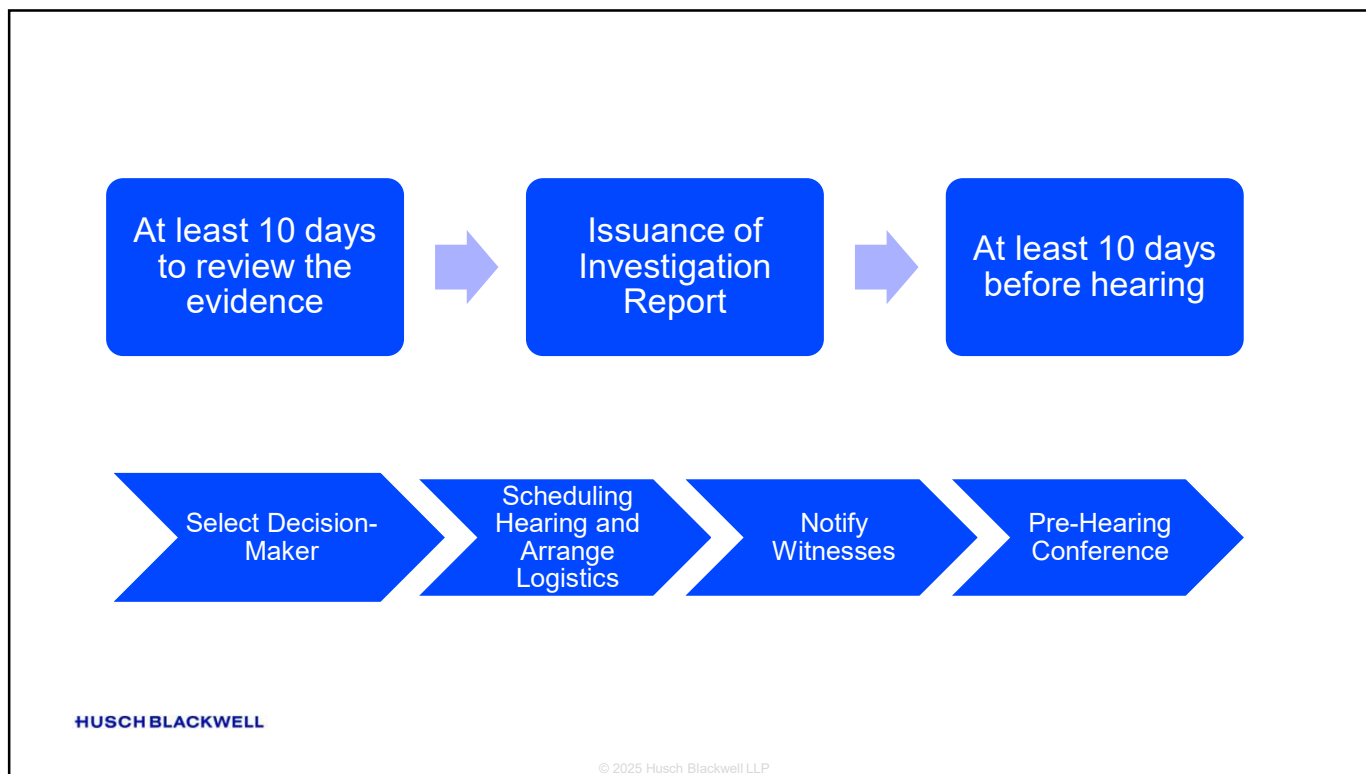 At least 10 days
to review the
evidence
Issuance of
Investigation
Report
At least 10 days
before hearing
Select Decision-
Maker
Scheduling
Hearing and
Arrange
Logistics
Notify
Witnesses
Pre-Hearing
Conference
HUSCH BLACKWELL
© 2025 Husch Blackwell LLP